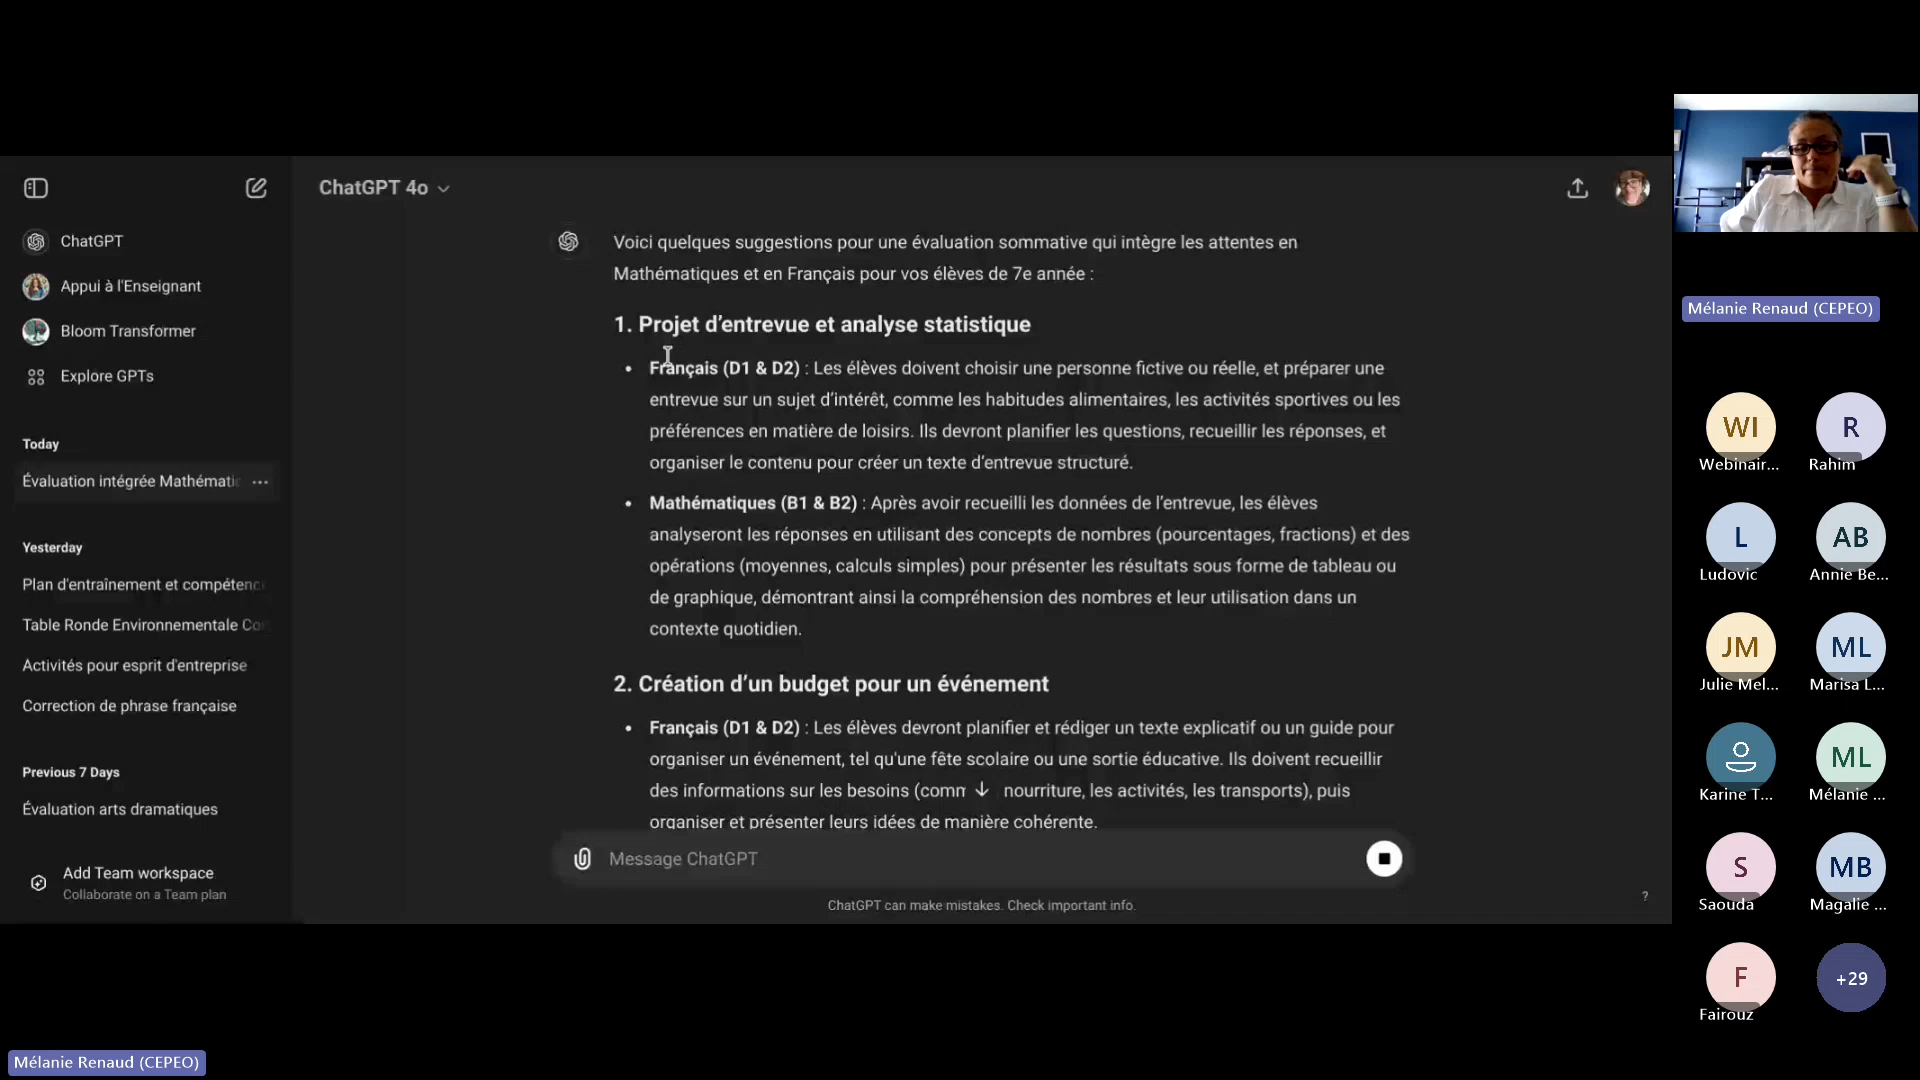 ChatGPT
Appui à l'Enseignant
Bloom Transformer
Explore GPTs
Today
Évaluation intégrée Mathémati
Yesterday
Plan d'entraînement et compétenc
Table Ronde Environnementale Co
Activités pour esprit d'entreprise
Correction de phrase française
Previous 7 Days
Évaluation arts dramatiques
Add Team workspace
Collaborate on a Team plan
ChatGPT 4o
Voici quelques suggestions pour une évaluation sommative qui intègre les attentes en
Mathématiques et en Français pour vos élèves de 7e année :
1. Projet d’entrevue et analyse statistique
• Français (D1 & D2) : Les élèves doivent choisir une personne fictive ou réelle, et préparer une
entrevue sur un sujet d’intérêt, comme les habitudes alimentaires, les activités sportives ou les
préférences en matière de loisirs. Ils devront planifier les questions, recueillir les réponses, et
organiser le contenu pour créer un texte d’entrevue structuré.
• Mathématiques (B1 & B2) : Après avoir recueilli les données de l’entrevue, les élèves
analyseront les réponses en utilisant des concepts de nombres (pourcentages, fractions) et des
opérations (moyennes, calculs simples) pour présenter les résultats sous forme de tableau ou
de graphique, démontrant ainsi la compréhension des nombres et leur utilisation dans un
contexte quotidien.
2. Création d’un budget pour un événement
• Français (D1 & D2) : Les élèves devront planifier et rédiger un texte explicatif ou un guide pour
organiser un événement, tel qu'une fête scolaire ou une sortie éducative. Ils doivent recueillir
des informations sur les besoins (comm nourriture, les activités, les transports), puis
organiser et présenter leurs idées de manière cohérente.
Message ChatGPT
ChatGPT can make mistakes. Check important info.
?
Mélanie Renaud (CEPEO)
WI
Webinair...
R
Rahim
L
Ludovic
AB
Annie Be...
JM
Julie Mel...
ML
Marisa L...
Karine T...
ML
Mélanie ...
S
Saouda
MB
Magalie ...
F
Fairouz
+29
Mélanie Renaud (CEPEO)